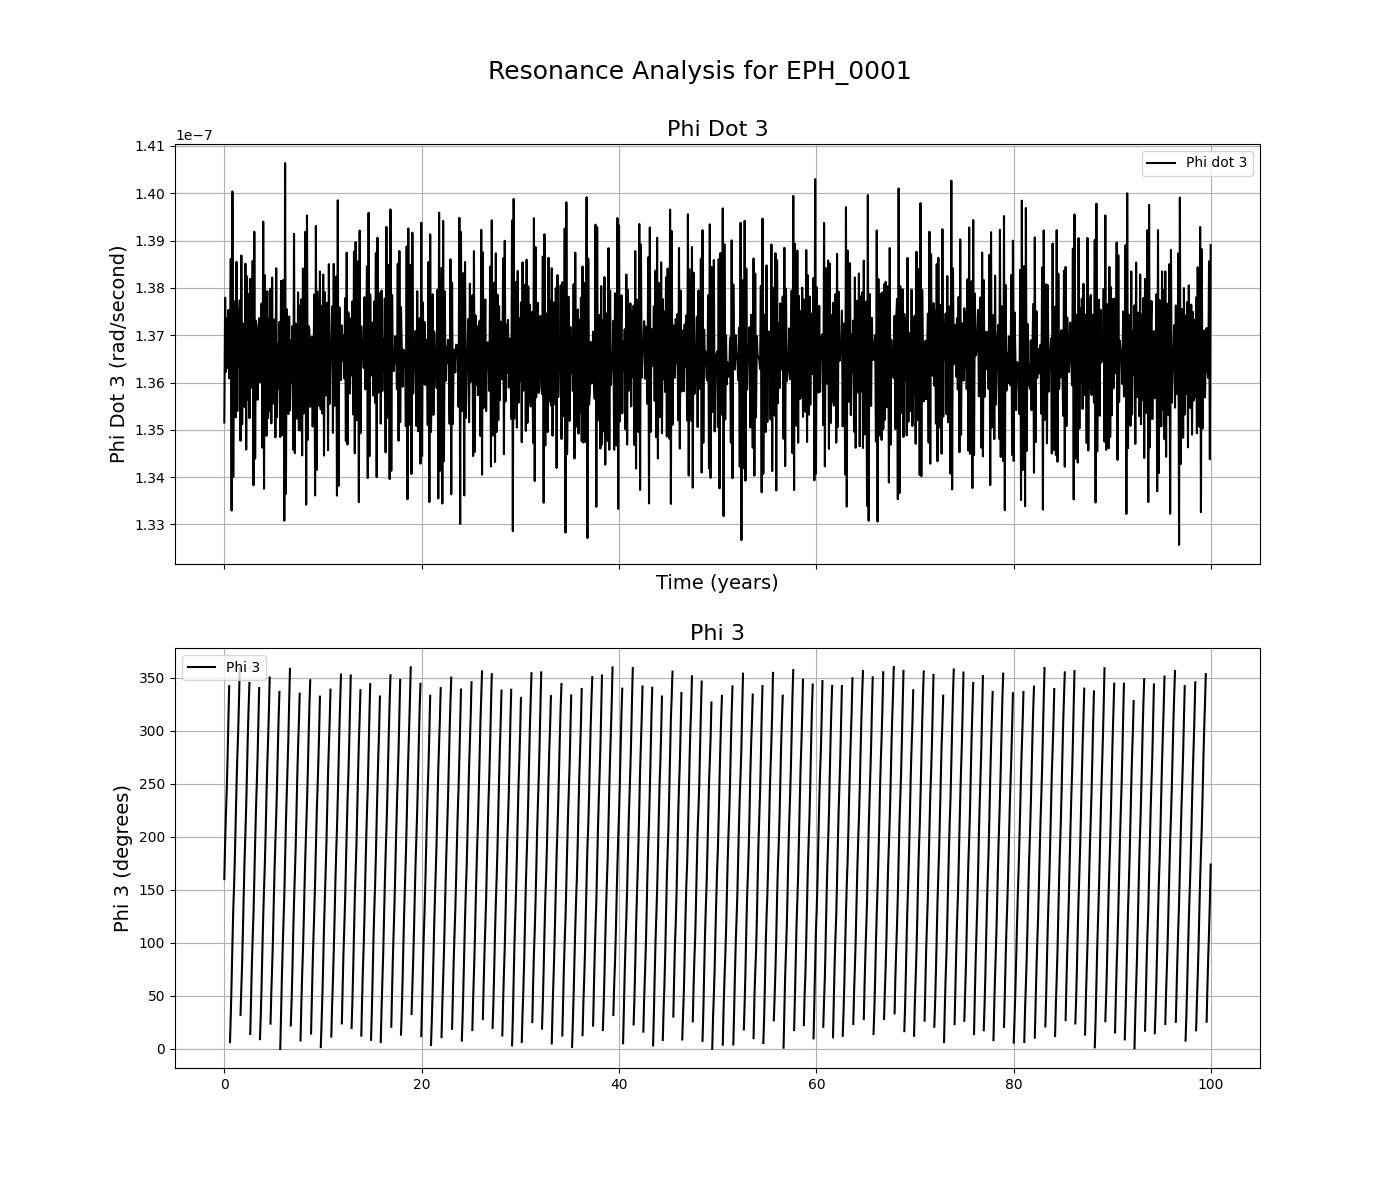 Resonance Analysis for EPH_0001
Phi Dot 3
1e−7
1.41
1.40
1.39
1.38
1.37
1.36
1.35
1.34
1.33
Phi Dot 3 (rad/second)
Phi dot 3
Time (years)
Phi 3
350
300
250
200
150
100
50
0
Phi 3 (degrees)
Phi 3
0 20 40 60 80 100